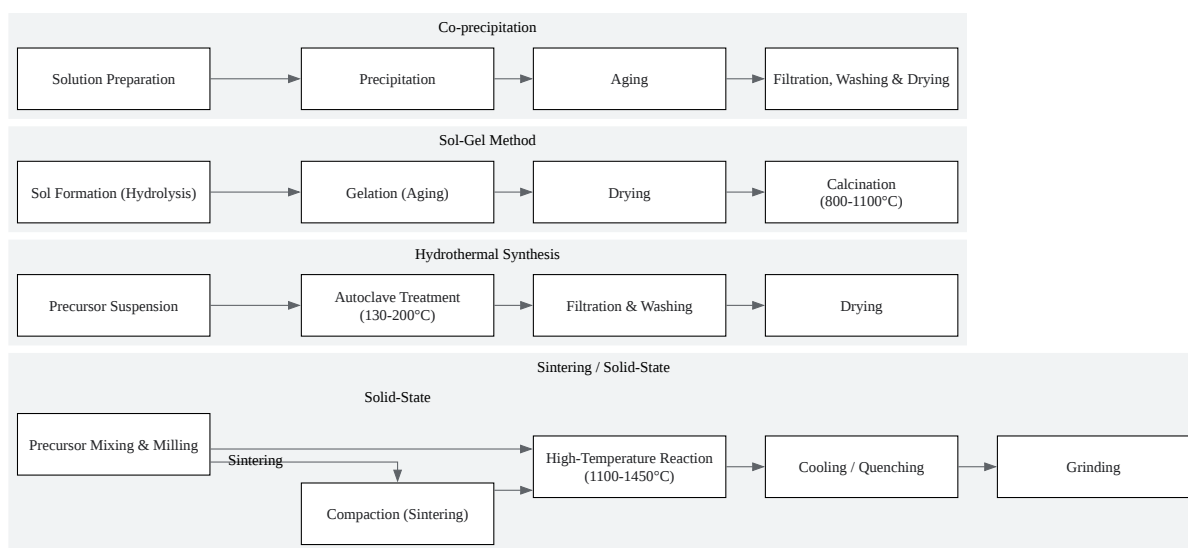 Co-precipitation
Solution Preparation
Precipitation
Aging
Filtration, Washing & Drying
Sol-Gel Method
Sol Formation (Hydrolysis)
Gelation (Aging)
Drying
Calcination
(800-1100°C)
Hydrothermal Synthesis
Precursor Suspension
Autoclave Treatment
(130-200°C)
Filtration & Washing
Drying
Sintering / Solid-State
Solid-State
Precursor Mixing & Milling
Sintering
Compaction (Sintering)
High-Temperature Reaction
(1100-1450°C)
Cooling / Quenching
Grinding